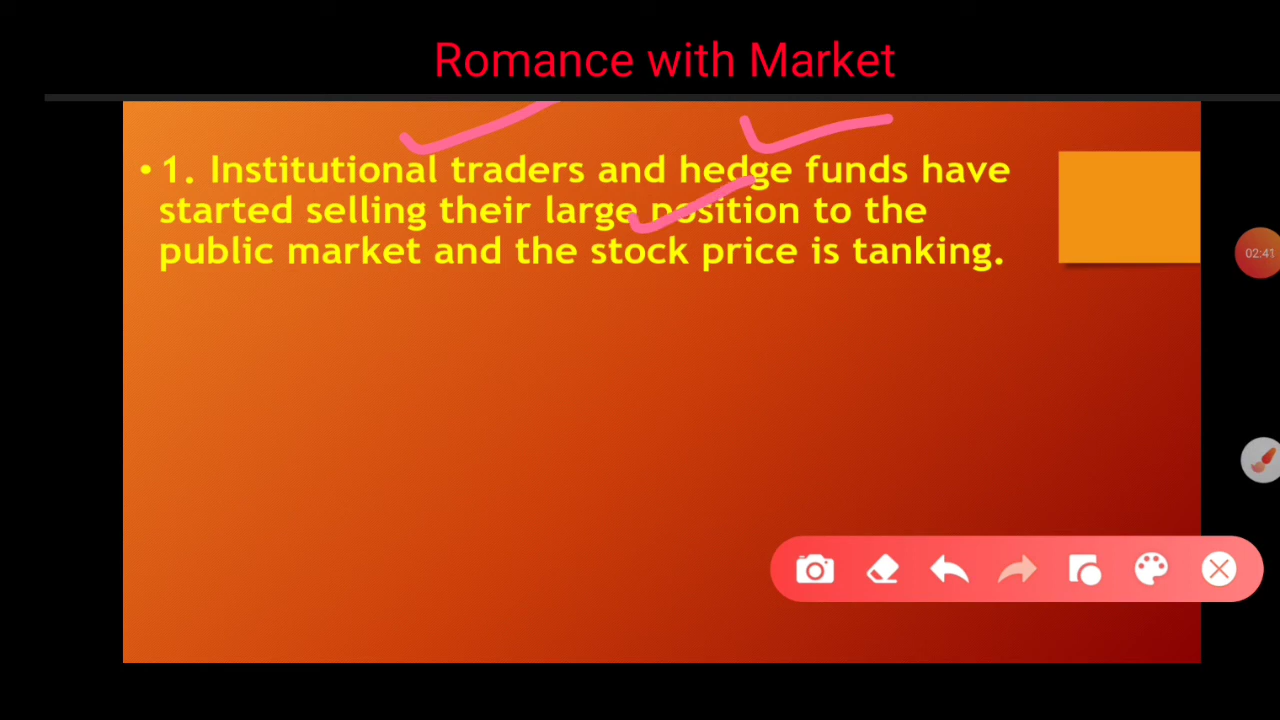 Romance with Market
• 1. Institutional traders and hedge funds have
started selling their large position to the
public market and the stock price is tanking.
02:41